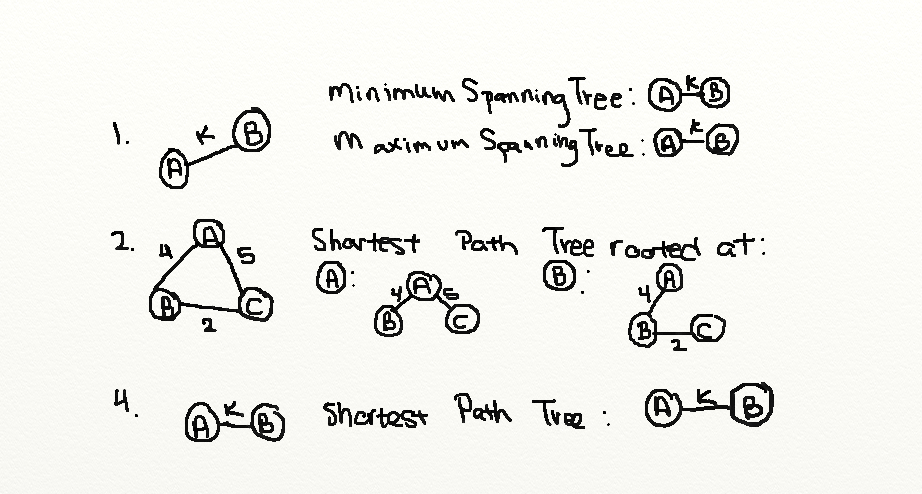 minimum Spanning Tree: A K B
1. A K B
maximum Spanning Tree: A K B
2. A 4 5 B C 2
Shortest Path Tree rooted at:
A: A 4 5 B C
B: A 4 B C 2
4. A K B Shortest Path Tree: A K B